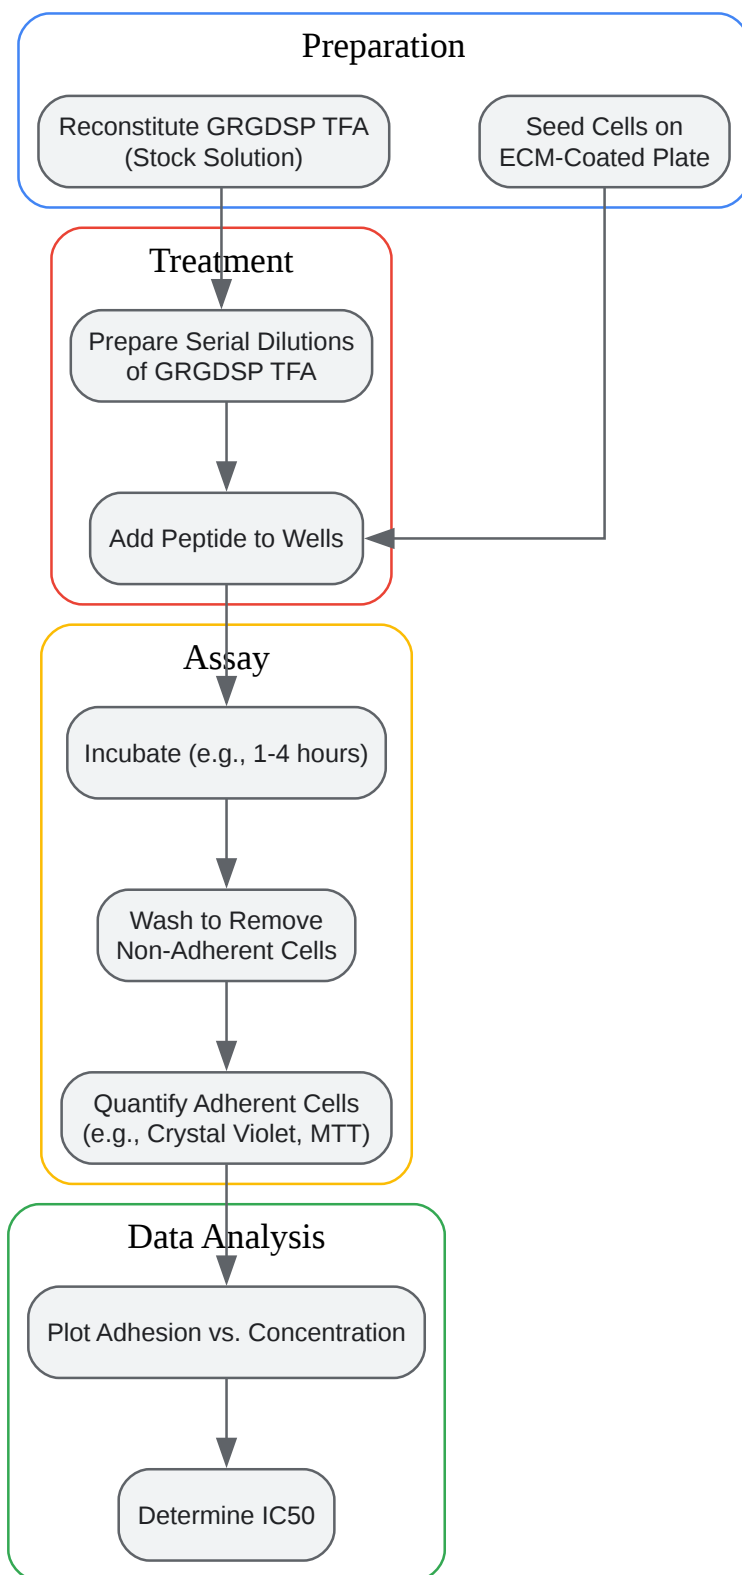 Preparation
Reconstitute GRGDSP TFA
(Stock Solution)
Seed Cells on
ECM-Coated Plate
Treatment
Prepare Serial Dilutions
of GRGDSP TFA
Add Peptide to Wells
Assay
Incubate (e.g., 1-4 hours)
Wash to Remove
Non-Adherent Cells
Quantify Adherent Cells
(e.g., Crystal Violet, MTT)
Data Analysis
Plot Adhesion vs. Concentration
Determine IC50